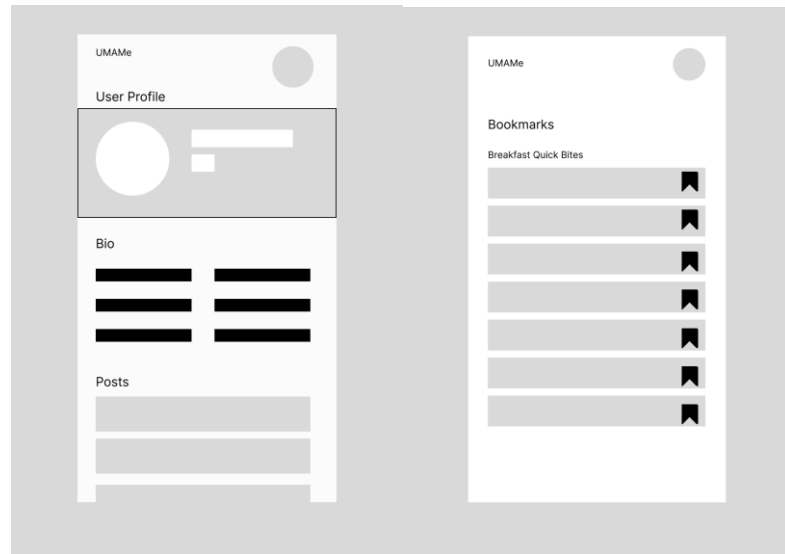 UMAMe
User Profile
Bio
Posts
UMAMe
Bookmarks
Breakfast Quick Bites